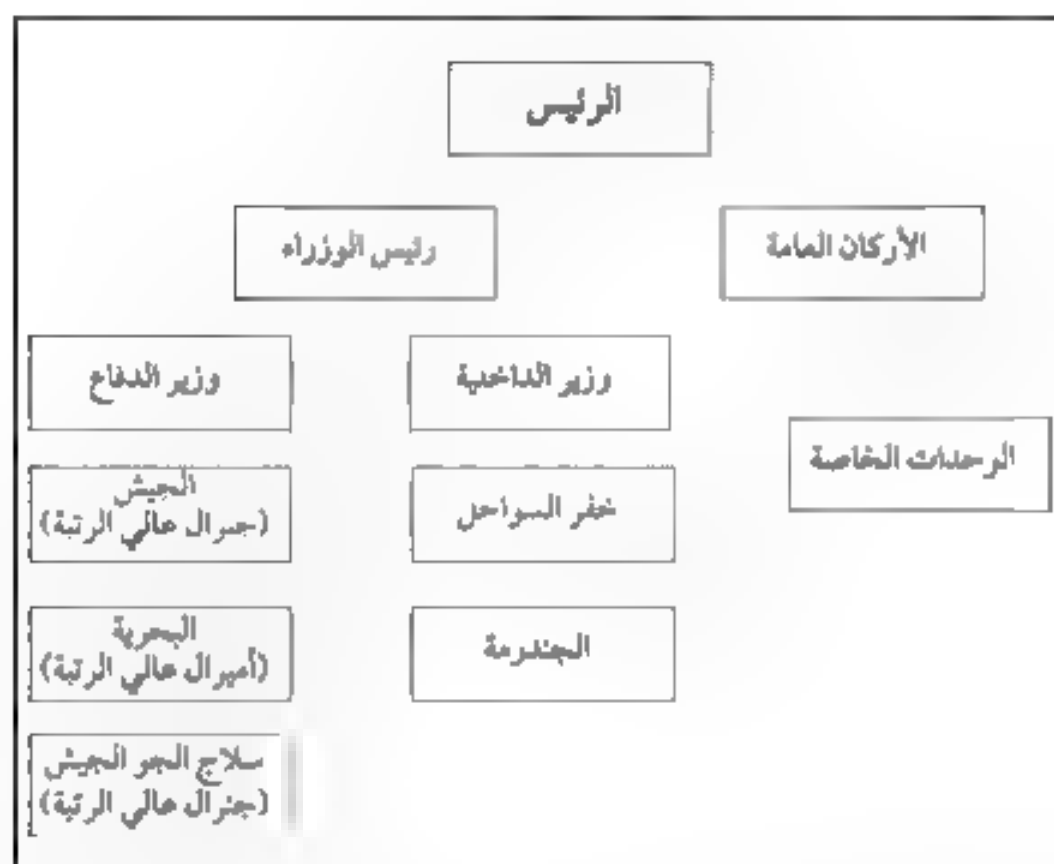 الرئيس
الأركان العامة
رئيس الوزراء
وزير الداخلية
وزير الدفاع
الوحدات الخاصة
خفر السواحل
الجيش
(جنرال عالي الرتبة)
الجندرمة
البحرية
(أميرال عالي الرتبة)
سلاج الجو الجيش
(جنرال عالي الرتبة)